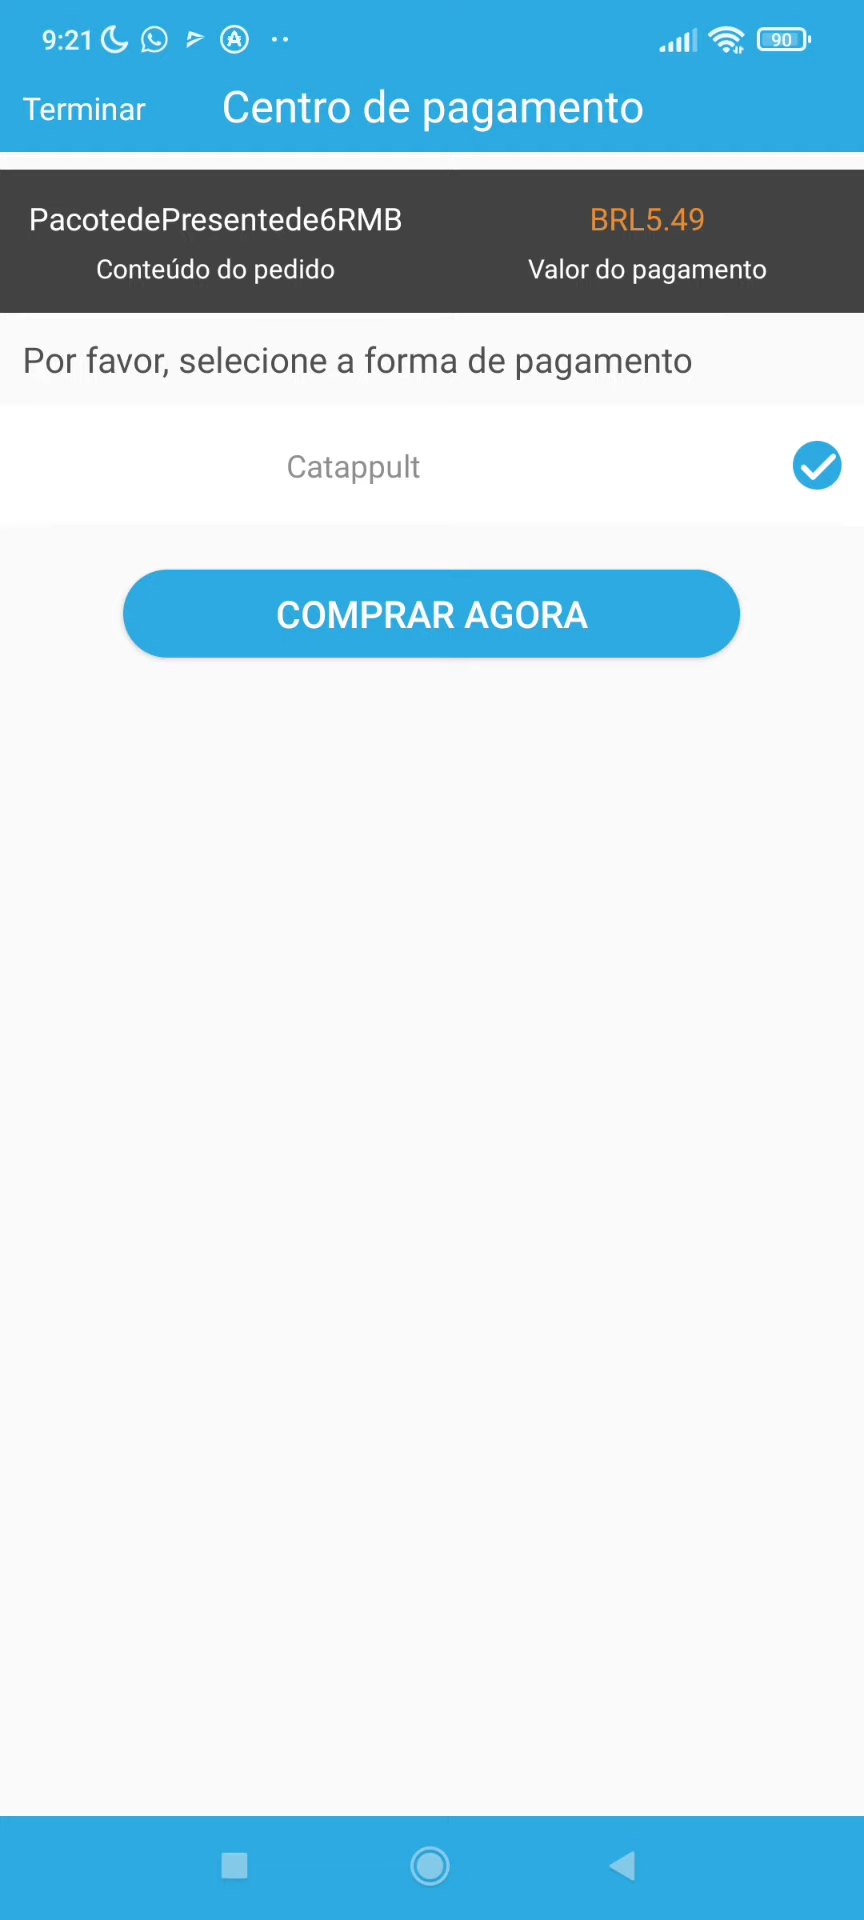 9:21
90
Terminar
Centro de pagamento
PacotedePresentede6RMB
BRL5.49
Conteúdo do pedido
Valor do pagamento
Por favor, selecione a forma de pagamento
Catappult
COMPRAR AGORA